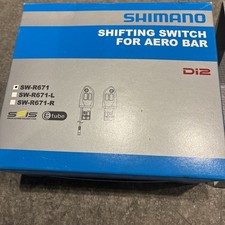 SHIMANO
SHIFTING SWITCH
FOR AERO BAR
Di2
SW-R671
SW-R671-L
SW-R671-R
SEIS
e-tube